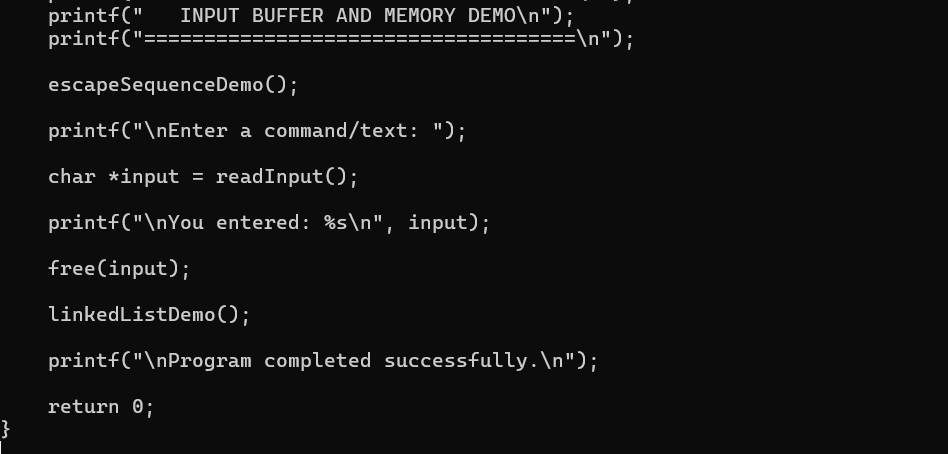 printf("   INPUT BUFFER AND MEMORY DEMO\n");
printf("====================================\n");
escapeSequenceDemo();
printf("\nEnter a command/text: ");
char *input = readInput();
printf("\nYou entered: %s\n", input);
free(input);
linkedListDemo();
printf("\nProgram completed successfully.\n");
return 0;
}